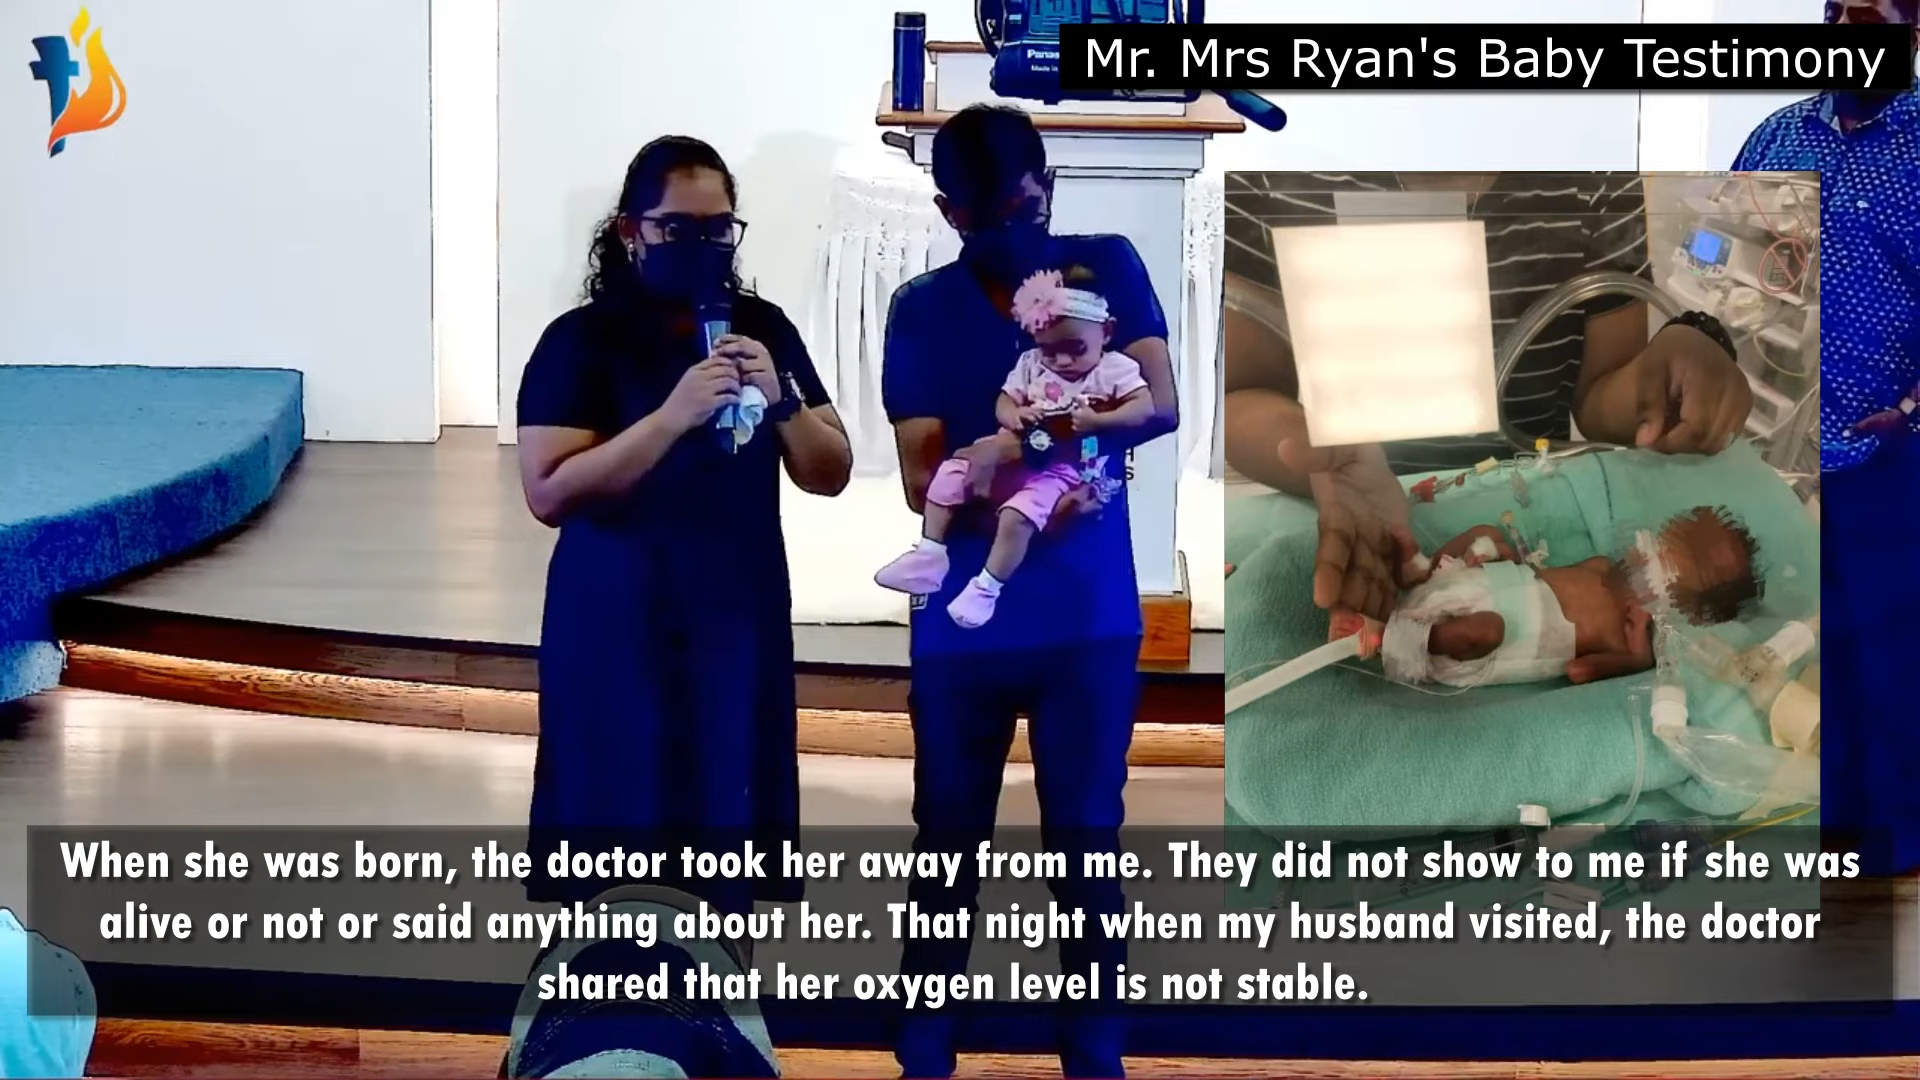 Mr. Mrs Ryan's Baby Testimony
When she was born, the doctor took her away from me. They did not show to me if she was
alive or not or said anything about her. That night when my husband visited, the doctor
shared that her oxygen level is not stable.